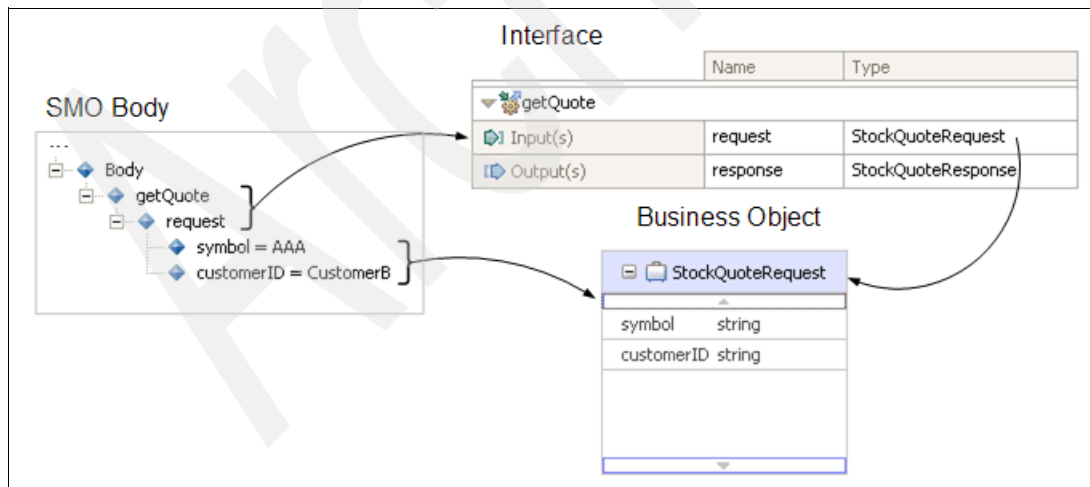 Interface
Name Type
getQuote
Input(s) request StockQuoteRequest
Output(s) response StockQuoteResponse
SMO Body
...
Body
getQuote
request
symbol = AAA
customerID = CustomerB
Business Object
StockQuoteRequest
symbol string
customerID string